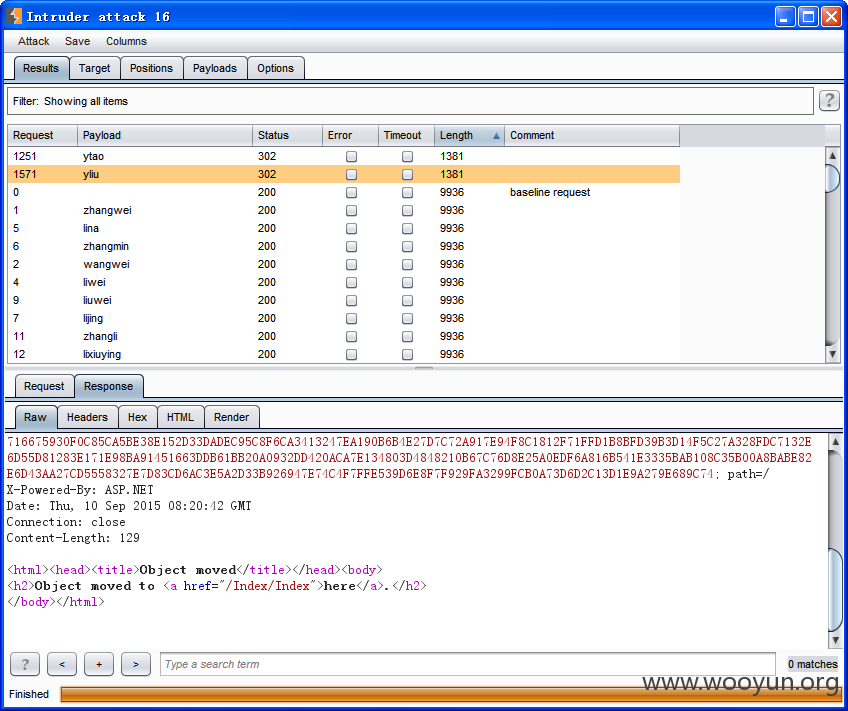 Intruder attack 16
Attack Save Columns
Results Target Positions Payloads Options
Filter: Showing all items
?
Request Payload Status Error Timeout Length Comment
1251 ytao 302 1381
1571 yliu 302 1381
0 200 9936 baseline request
1 zhangwei 200 9936
5 lina 200 9936
6 zhangmin 200 9936
2 wangwei 200 9936
4 liwei 200 9936
9 liuwei 200 9936
7 lijing 200 9936
11 zhangli 200 9936
12 lixiuying 200 9936
Request Response
Raw Headers Hex HTML Render
716675930F0C85CA5BE38E152D33DADEC95C8F6CA3413247EA190B6B4E27D7C72A917E94F8C1812F71FFD1B8BFD39B3D14F5C27A328FDC7132E
6D55D81283E171E98BA91451663DDB61BB20A0932DD420ACA7E134803D4848210B67C76D8E25A0EDF6A816B541E3335BAB108C35B00A8BABE82
E6D43AA27CD5558327E7D83CD6AC3E5A2D33B926947E74C4F7FFE539D6E8F7F929FA3299FCB0A73D6D2C13D1E9A279E689C74; path=/
X-Powered-By: ASP.NET
Date: Thu, 10 Sep 2015 08:20:42 GMT
Connection: close
Content-Length: 129
<html><head><title>Object moved</title></head><body>
<h2>Object moved to <a href="/Index/Index">here</a>.</h2>
</body></html>
? < + > Type a search term 0 matches
www.wooyun.org
Finished